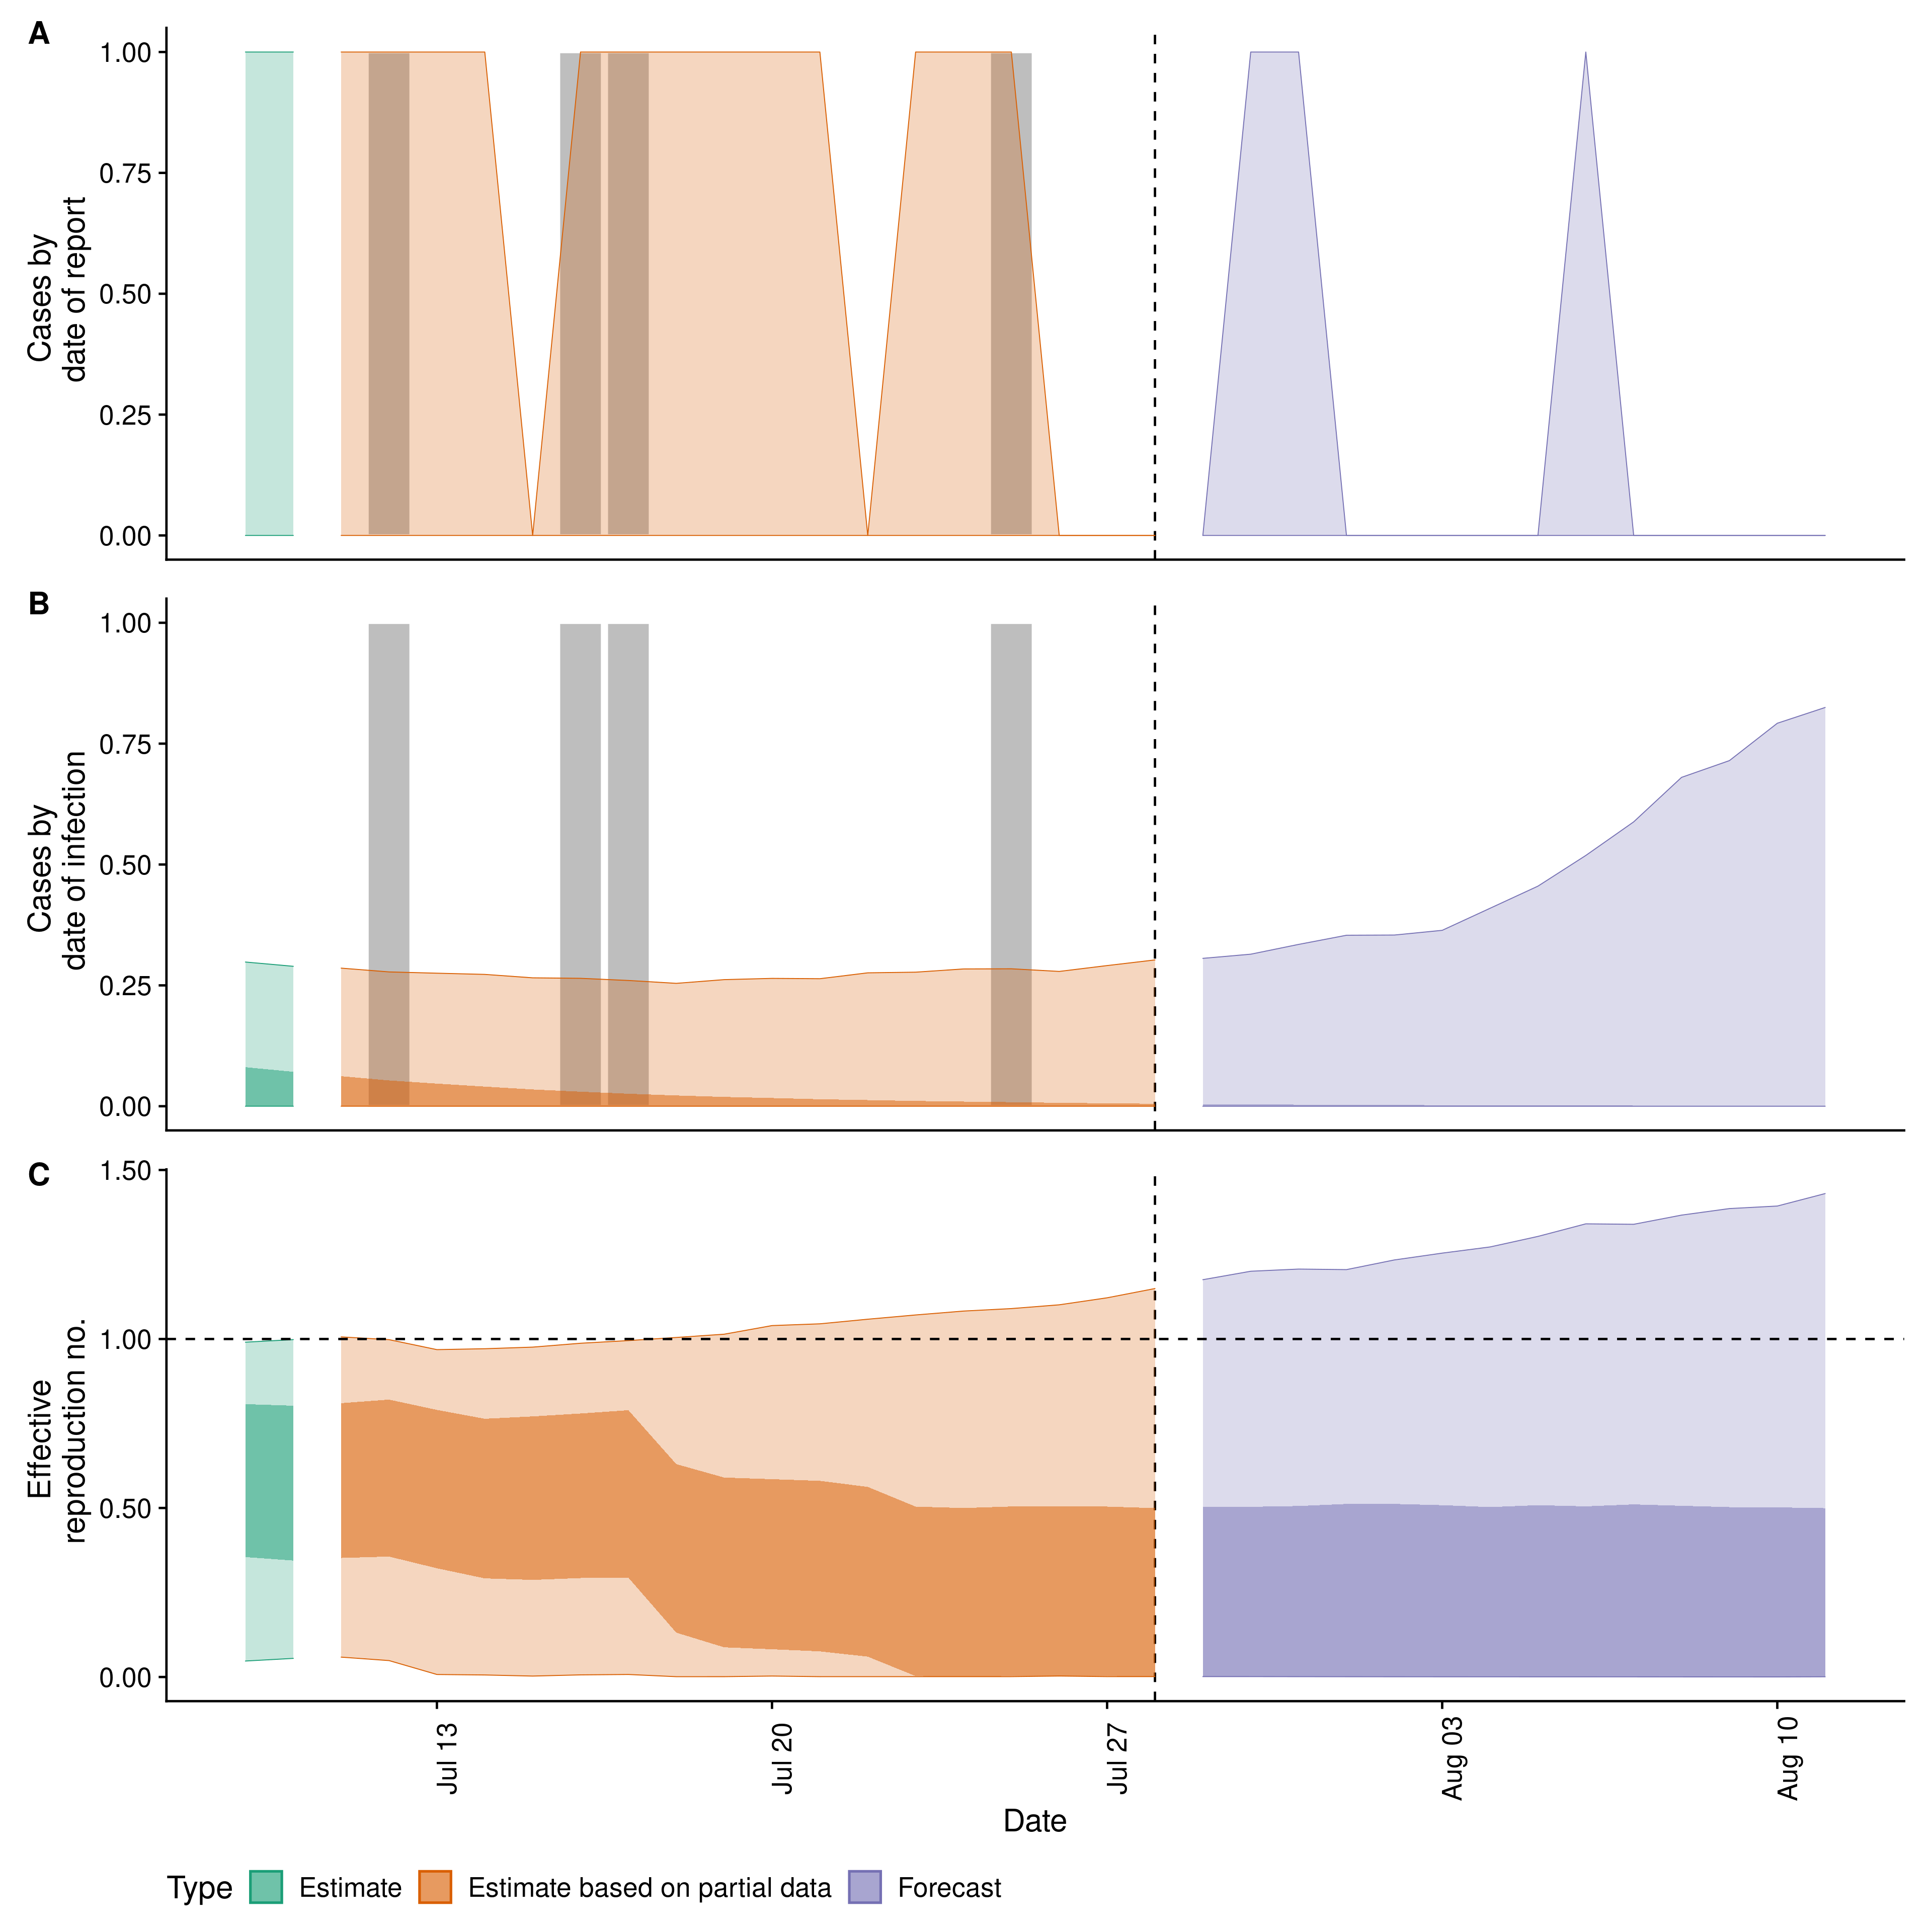 A
Cases by
date of report
1.00
0.75
0.50
0.25
0.00
B
Cases by
date of infection
1.00
0.75
0.50
0.25
0.00
C
Effective
reproduction no.
1.50
1.00
0.50
0.00
Jul 13
Jul 20
Jul 27
Aug 03
Aug 10
Date
Type Estimate Estimate based on partial data Forecast